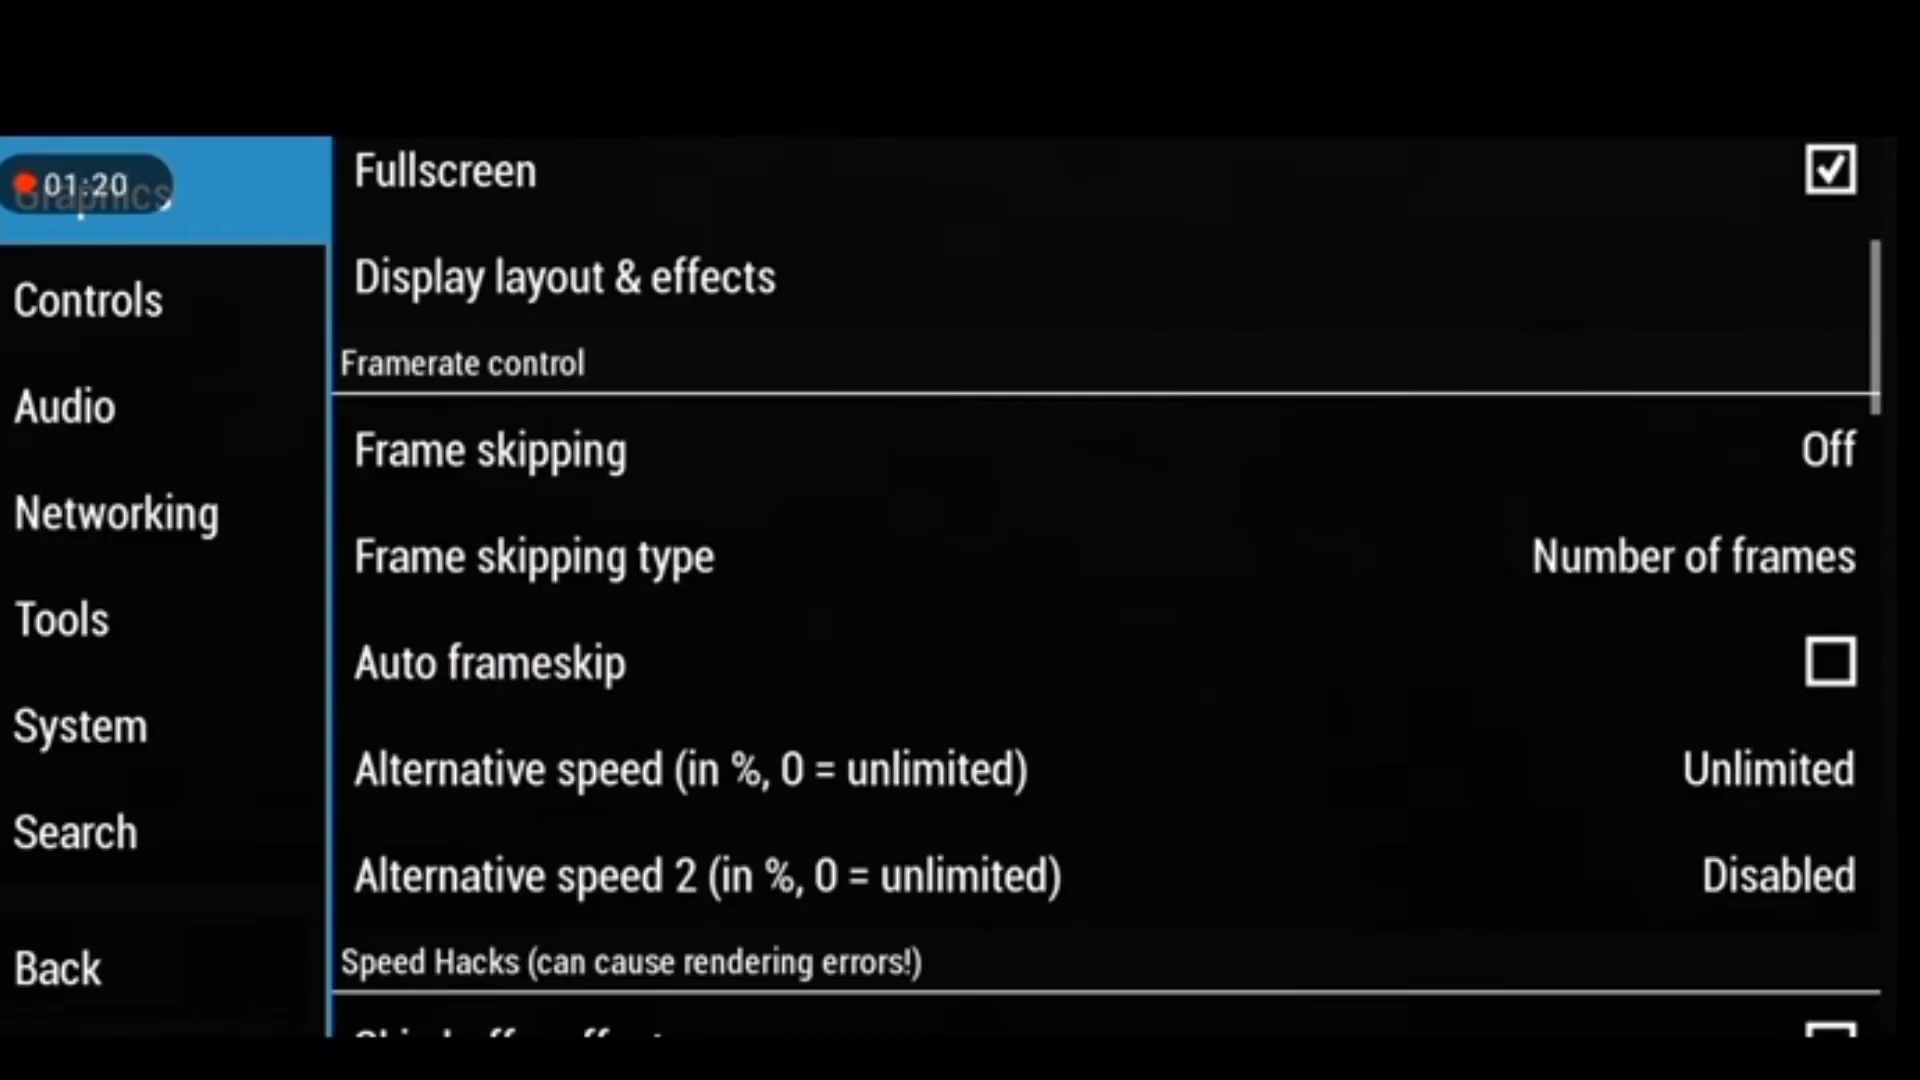 01:20
Graphics
Controls
Audio
Networking
Tools
System
Search
Back
Fullscreen
Display layout & effects
Framerate control
Frame skipping
Off
Frame skipping type
Number of frames
Auto frameskip
Alternative speed (in %, 0 = unlimited)
Unlimited
Alternative speed 2 (in %, 0 = unlimited)
Disabled
Speed Hacks (can cause rendering errors!)